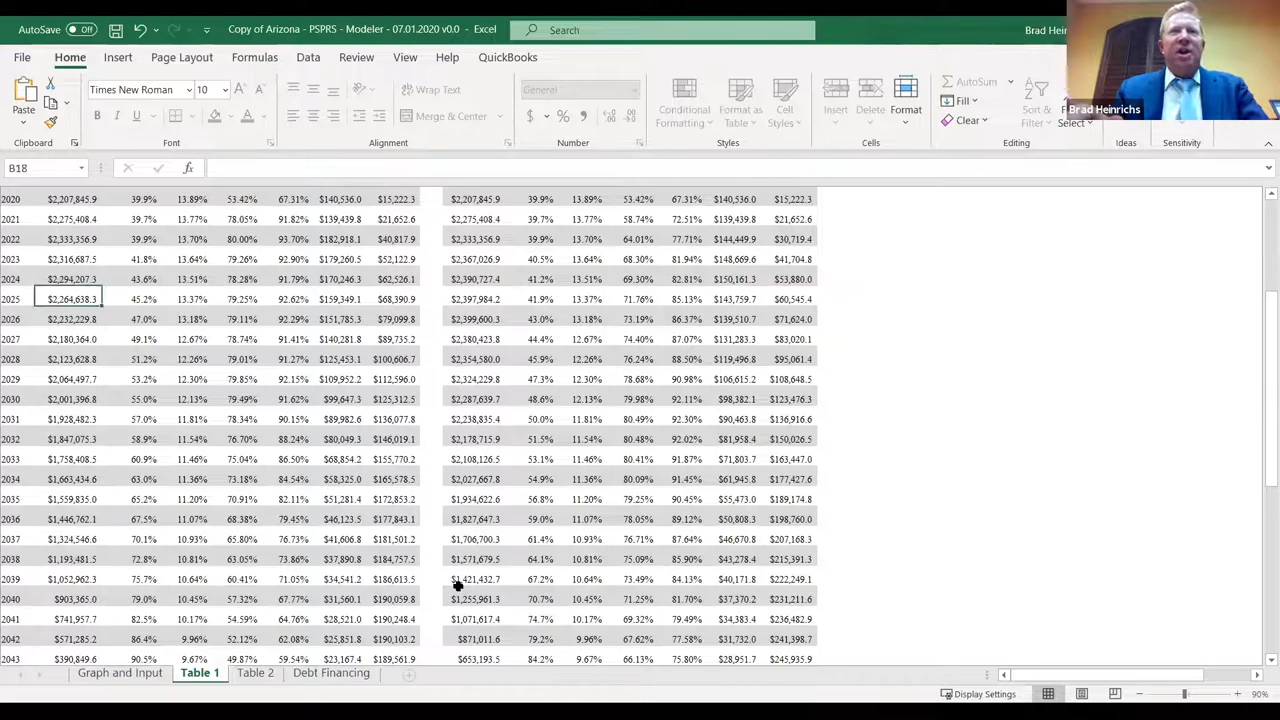 AutoSave Off Copy of Arizona - PSPRS - Modeler - 07.01.2020 v0.0 - Excel Search Brad Hein
File Home Insert Page Layout Formulas Data Review View Help QuickBooks
Times New Roman 10 Wrap Text General AutoSum
Paste Conditional Format as Cell Insert Delete Format Fill Sort &
Brad Heinrichs
B I U Merge & Center $ % Formatting Table Styles Clear Filter Select
Clipboard Font Alignment Number Styles Cells Editing Ideas Sensitivity
B18 fx
2020 $2,207,845.9 39.9% 13.89% 53.42% 67.31% $140,536.0 $15,222.3 $2,207,845.9 39.9% 13.89% 53.42% 67.31% $140,536.0 $15,222.3
2021 $2,275,408.4 39.7% 13.77% 78.05% 91.82% $139,439.8 $21,652.6 $2,275,408.4 39.7% 13.77% 58.74% 72.51% $139,439.8 $21,652.6
2022 $2,333,356.9 39.9% 13.70% 80.00% 93.70% $182,918.1 $40,817.9 $2,333,356.9 39.9% 13.70% 64.01% 77.71% $144,449.9 $30,719.4
2023 $2,316,687.5 41.8% 13.64% 79.26% 92.90% $179,260.5 $52,122.9 $2,367,026.9 40.5% 13.64% 68.30% 81.94% $148,669.6 $41,704.8
2024 $2,294,207.3 43.6% 13.51% 78.28% 91.79% $170,246.3 $62,526.1 $2,390,727.4 41.2% 13.51% 69.30% 82.81% $150,161.3 $53,880.0
2025 $2,264,638.3 45.2% 13.37% 79.25% 92.62% $159,349.1 $68,390.9 $2,397,984.2 41.9% 13.37% 71.76% 85.13% $143,759.7 $60,545.4
2026 $2,232,229.8 47.0% 13.18% 79.11% 92.29% $151,785.3 $79,099.8 $2,399,600.3 43.0% 13.18% 73.19% 86.37% $139,510.7 $71,624.0
2027 $2,180,364.0 49.1% 12.67% 78.74% 91.41% $140,281.8 $89,735.2 $2,380,423.8 44.4% 12.67% 74.40% 87.07% $131,283.3 $83,020.1
2028 $2,123,628.8 51.2% 12.26% 79.01% 91.27% $125,453.1 $100,606.7 $2,354,580.0 45.9% 12.26% 76.24% 88.50% $119,496.8 $95,061.4
2029 $2,064,497.7 53.2% 12.30% 79.85% 92.15% $109,952.2 $112,596.0 $2,324,229.8 47.3% 12.30% 78.68% 90.98% $106,615.2 $108,648.5
2030 $2,001,396.8 55.0% 12.13% 79.49% 91.62% $99,647.3 $125,312.5 $2,287,639.7 48.6% 12.13% 79.98% 92.11% $98,382.1 $123,476.3
2031 $1,928,482.3 57.0% 11.81% 78.34% 90.15% $89,982.6 $136,077.8 $2,238,835.4 50.0% 11.81% 80.49% 92.30% $90,463.8 $136,916.6
2032 $1,847,075.3 58.9% 11.54% 76.70% 88.24% $80,049.3 $146,019.1 $2,178,715.9 51.5% 11.54% 80.48% 92.02% $81,958.4 $150,026.5
2033 $1,758,408.5 60.9% 11.46% 75.04% 86.50% $68,854.2 $155,770.2 $2,108,126.5 53.1% 11.46% 80.41% 91.87% $71,803.7 $163,447.0
2034 $1,663,434.6 63.0% 11.36% 73.18% 84.54% $58,325.0 $165,578.5 $2,027,667.8 54.9% 11.36% 80.09% 91.45% $61,945.8 $177,427.6
2035 $1,559,835.0 65.2% 11.20% 70.91% 82.11% $51,281.4 $172,853.2 $1,934,622.6 56.8% 11.20% 79.25% 90.45% $55,473.0 $189,174.8
2036 $1,446,762.1 67.5% 11.07% 68.38% 79.45% $46,123.5 $177,843.1 $1,827,647.3 59.0% 11.07% 78.05% 89.12% $50,808.3 $198,760.0
2037 $1,324,546.6 70.1% 10.93% 65.80% 76.73% $41,606.8 $181,501.2 $1,706,700.3 61.4% 10.93% 76.71% 87.64% $46,670.8 $207,168.3
2038 $1,193,481.5 72.8% 10.81% 63.05% 73.86% $37,890.8 $184,757.5 $1,571,679.5 64.1% 10.81% 75.09% 85.90% $43,278.4 $215,391.3
2039 $1,052,962.3 75.7% 10.64% 60.41% 71.05% $34,541.2 $186,613.5 $1,421,432.7 67.2% 10.64% 73.49% 84.13% $40,171.8 $222,249.1
2040 $903,365.0 79.0% 10.45% 57.32% 67.77% $31,560.1 $190,059.8 $1,255,961.3 70.7% 10.45% 71.25% 81.70% $37,370.2 $231,211.6
2041 $741,957.7 82.5% 10.17% 54.59% 64.76% $28,521.0 $190,248.4 $1,071,617.4 74.7% 10.17% 69.32% 79.49% $34,383.4 $236,482.9
2042 $571,285.2 86.4% 9.96% 52.12% 62.08% $25,851.8 $190,103.2 $871,011.6 79.2% 9.96% 67.62% 77.58% $31,732.0 $241,398.7
2043 $390,849.6 90.5% 9.67% 49.87% 59.54% $23,167.4 $189,561.9 $653,193.5 84.2% 9.67% 66.13% 75.80% $28,951.7 $245,935.9
Graph and Input Table 1 Table 2 Debt Financing
Display Settings 90%